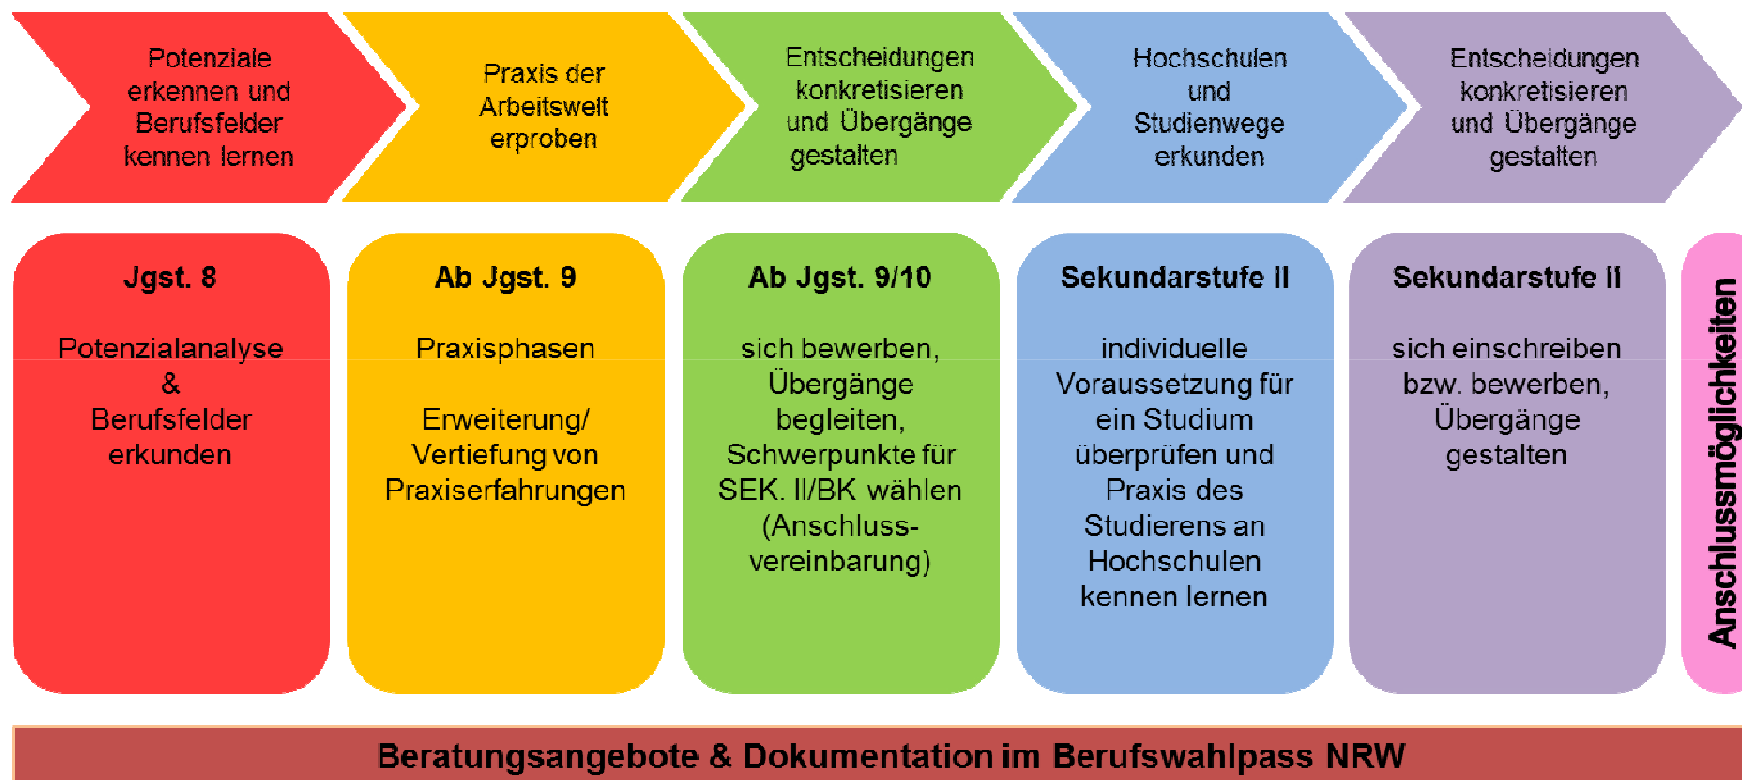 Potenziale
erkennen und
Berufsfelder
kennen lernen
Praxis der
Arbeitswelt
erproben
Entscheidungen
konkretisieren
und Übergänge
gestalten
Hochschulen
und
Studienwege
erkunden
Entscheidungen
konkretisieren
und Übergänge
gestalten
Jgst. 8
Potenzialanalyse
&
Berufsfelder
erkunden
Ab Jgst. 9
Praxisphasen
Erweiterung/
Vertiefung von
Praxiserfahrungen
Ab Jgst. 9/10
sich bewerben,
Übergänge
begleiten,
Schwerpunkte für
SEK. II/BK wählen
(Anschluss-
vereinbarung)
Sekundarstufe II
individuelle
Voraussetzung für
ein Studium
überprüfen und
Praxis des
Studierens an
Hochschulen
kennen lernen
Sekundarstufe II
sich einschreiben
bzw. bewerben,
Übergänge
gestalten
Anschlussmöglichkeiten
Beratungsangebote & Dokumentation im Berufswahlpass NRW